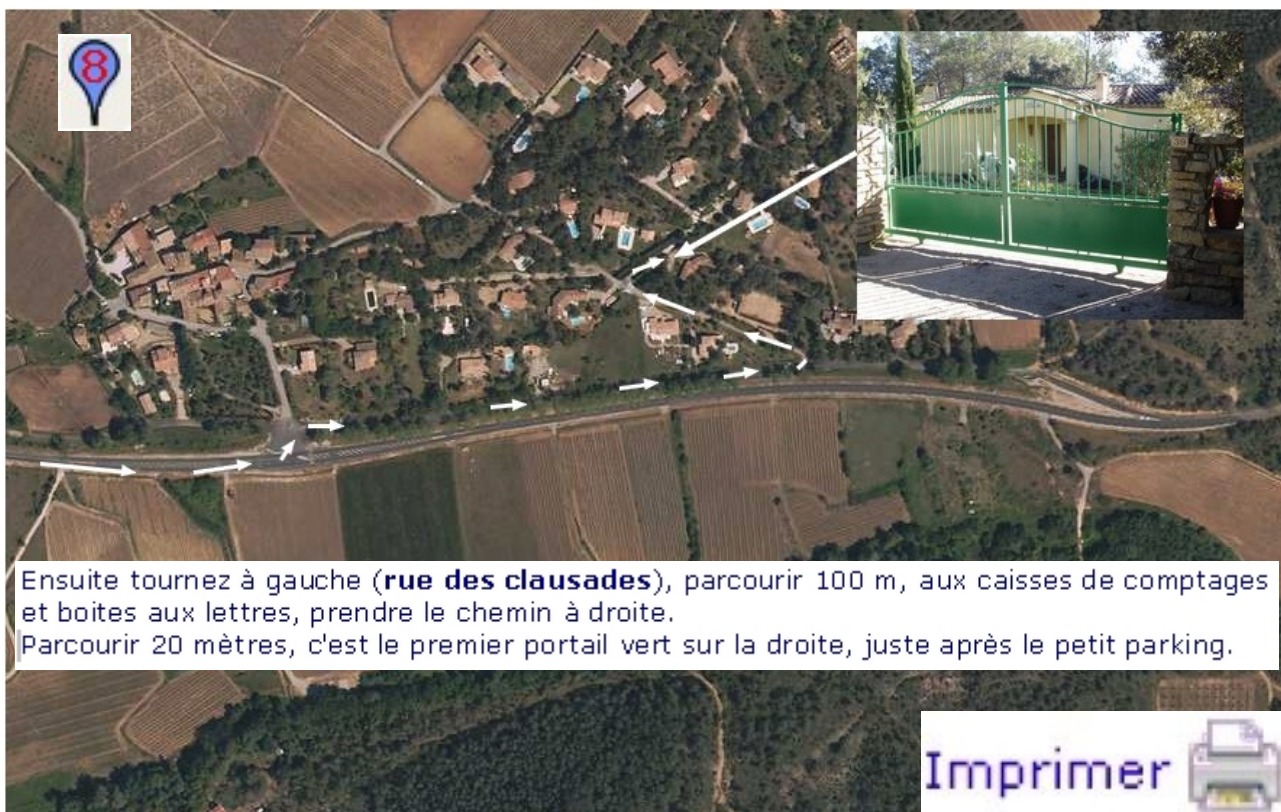 8
Ensuite tournez à gauche (rue des clausades), parcourir 100 m, aux caisses de comptages
et boites aux lettres, prendre le chemin à droite.
Parcourir 20 mètres, c'est le premier portail vert sur la droite, juste après le petit parking.
Imprimer